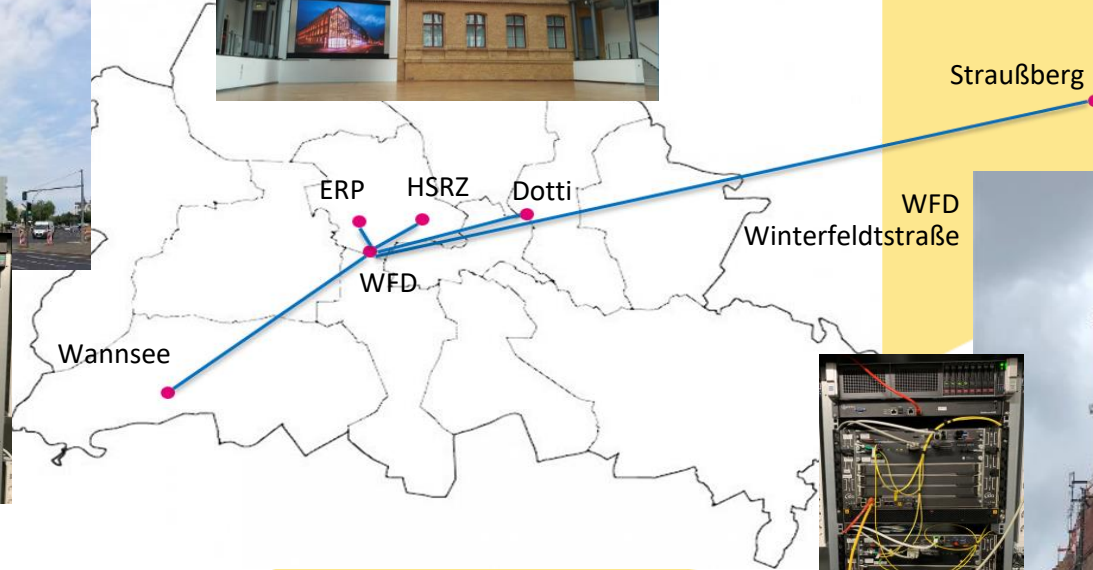 Straußberg
ERP
HSRZ
Dotti
WFD
Winterfeldtstraße
WFD
Wannsee